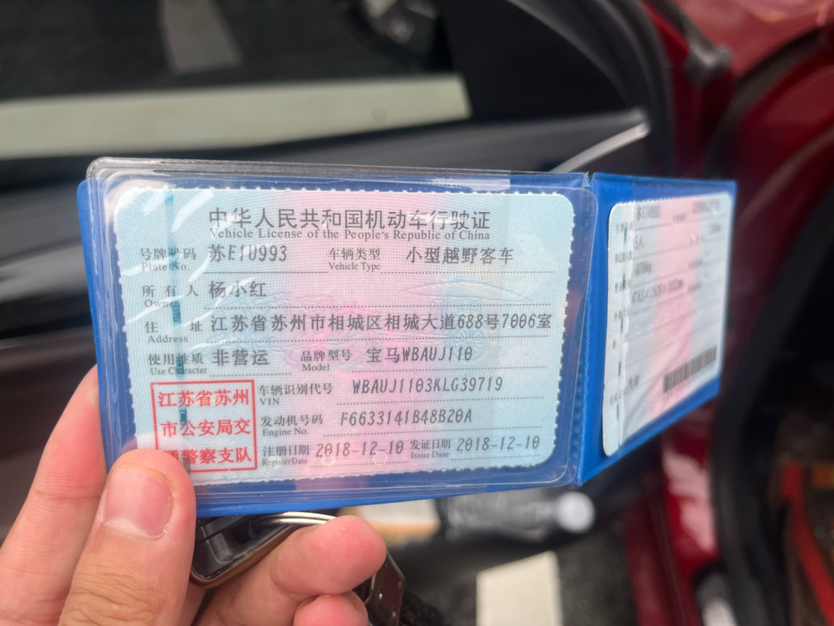 中华人民共和国机动车行驶证
Vehicle License of the People's Republic of China
号牌号码 苏E1U993 车辆类型 小型越野客车
Plate No. Vehicle Type
所有人 杨小红
Owner
住 址 江苏省苏州市相城区相城大道688号7006室
Address
使用性质 非营运 品牌型号 宝马WBAUJ110
Use Character Model
江苏省苏州
市公安局交
警察支队
车辆识别代号 WBAUJ1103KLG39719
VIN
发动机号码 F6633141B48B20A
Engine No.
注册日期 2018-12-10 发证日期 2018-12-10
Register Date Issue Date